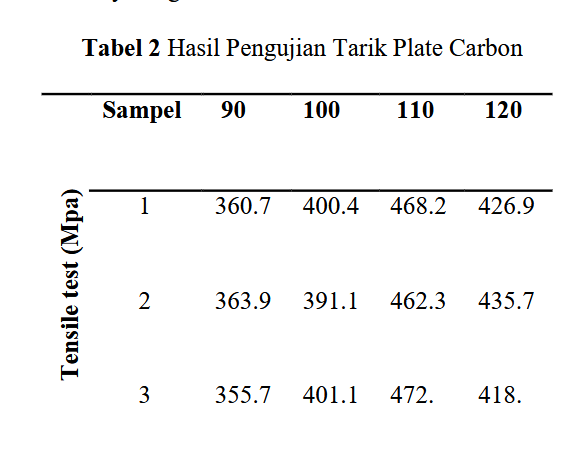 Tabel 2 Hasil Pengujian Tarik Plate Carbon
Sampel 90 100 110 120
Tensile test (Mpa)
1 360.7 400.4 468.2 426.9
2 363.9 391.1 462.3 435.7
3 355.7 401.1 472. 418.